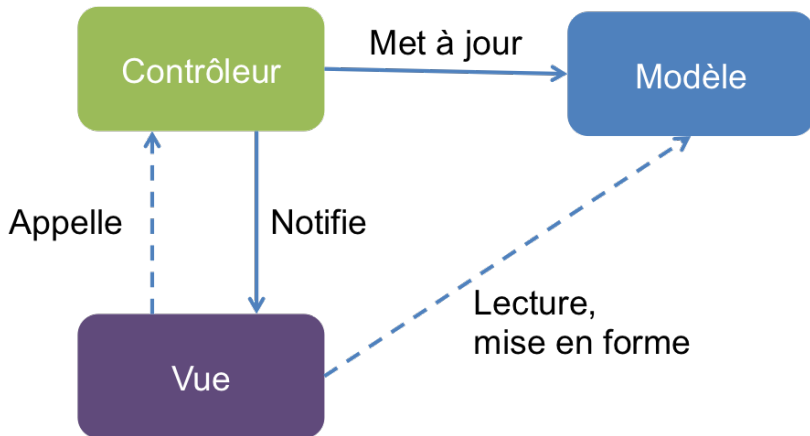 Met à jour
Contrôleur
Modèle
Appelle
Notifie
Lecture,
mise en forme
Vue